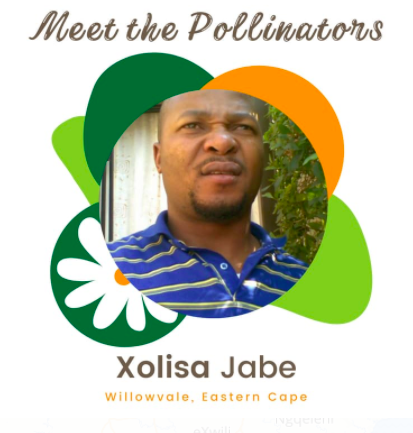 Meet the Pollinators
Xolisa Jabe
Willowvale, Eastern Cape